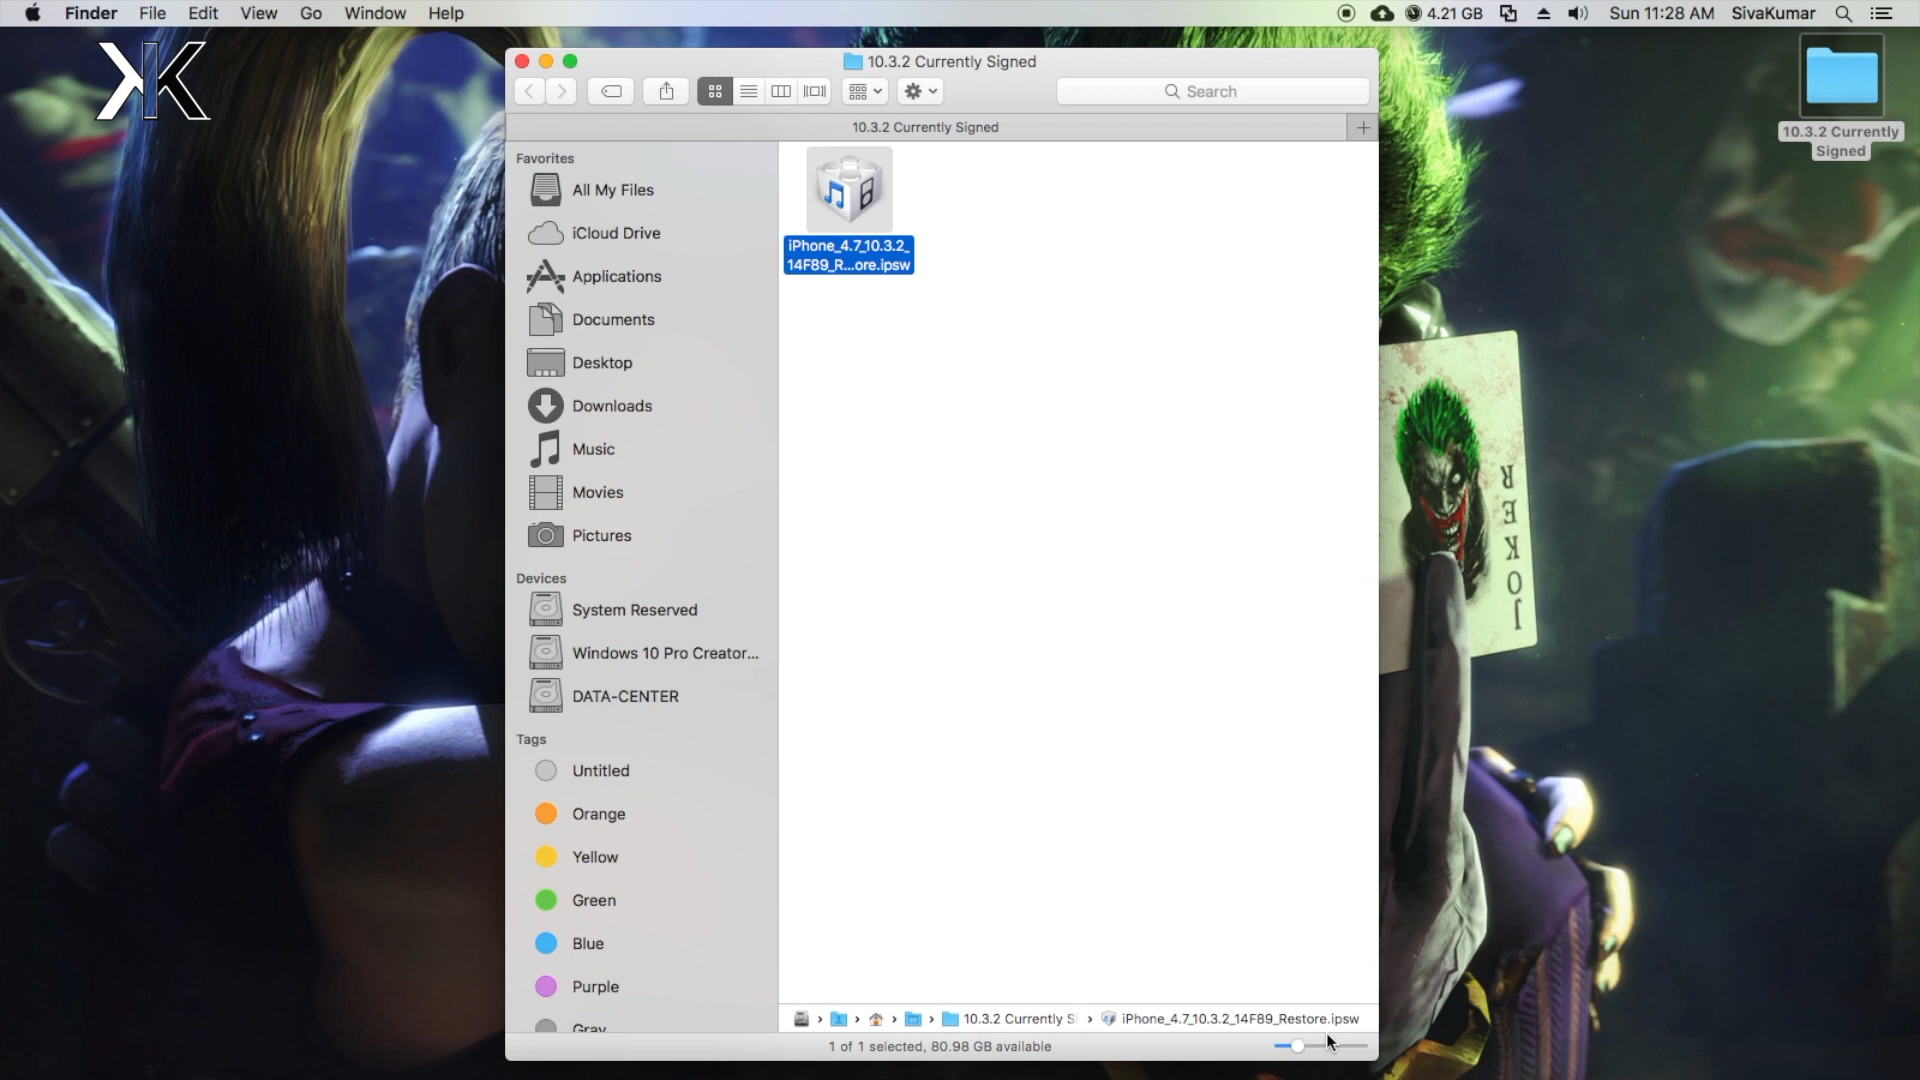 Finder File Edit View Go Window Help
4.21 GB Sun 11:28 AM SivaKumar
10.3.2 Currently Signed
Search
10.3.2 Currently Signed
10.3.2 Currently
Signed
Favorites
All My Files
iCloud Drive
Applications
Documents
Desktop
Downloads
Music
Movies
Pictures
Devices
System Reserved
Windows 10 Pro Creator...
DATA-CENTER
Tags
Untitled
Orange
Yellow
Green
Blue
Purple
Gray
iPhone_4.7_10.3.2_
14F89_R...ore.ipsw
JOKER
10.3.2 Currently S
iPhone_4.7_10.3.2_14F89_Restore.ipsw
1 of 1 selected, 80.98 GB available